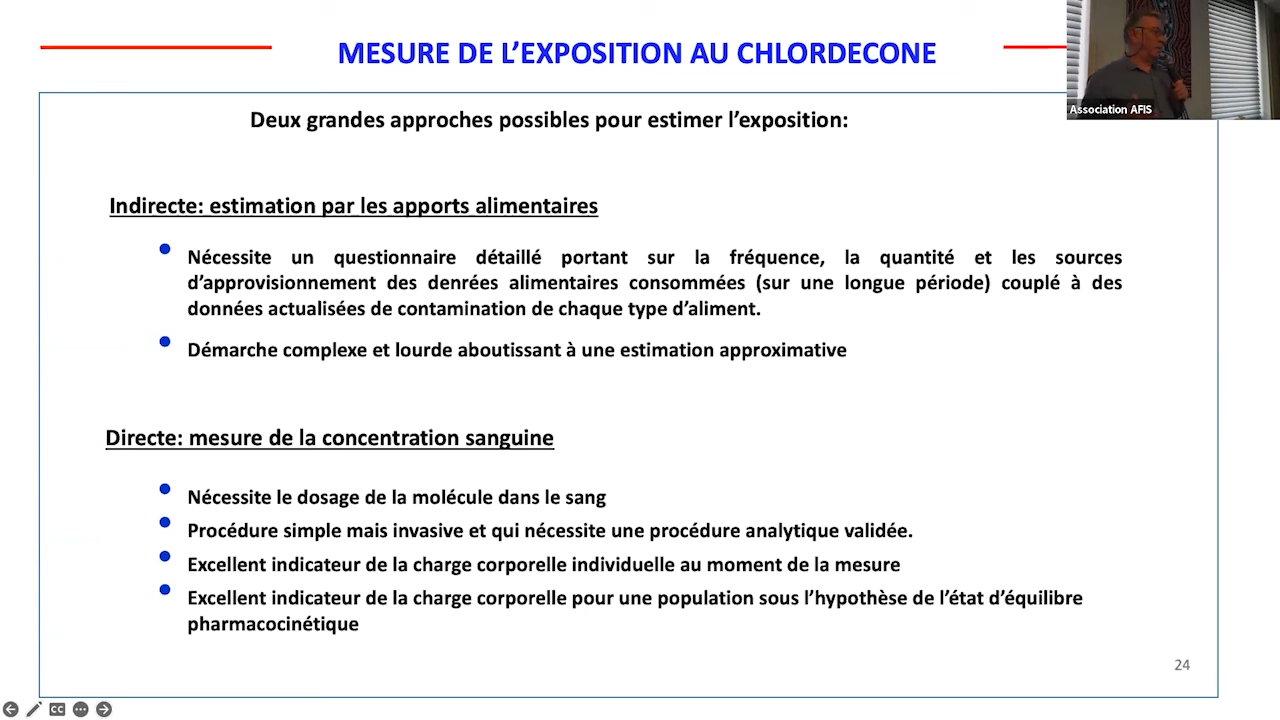 MESURE DE L’EXPOSITION AU CHLORDECONE
Association AFIS
Deux grandes approches possibles pour estimer l’exposition:
Indirecte: estimation par les apports alimentaires
• Nécessite un questionnaire détaillé portant sur la fréquence, la quantité et les sources
d’approvisionnement des denrées alimentaires consommées (sur une longue période) couplé à des
données actualisées de contamination de chaque type d’aliment.
• Démarche complexe et lourde aboutissant à une estimation approximative
Directe: mesure de la concentration sanguine
• Nécessite le dosage de la molécule dans le sang
• Procédure simple mais invasive et qui nécessite une procédure analytique validée.
• Excellent indicateur de la charge corporelle individuelle au moment de la mesure
• Excellent indicateur de la charge corporelle pour une population sous l’hypothèse de l’état d’équilibre
pharmacocinétique
24
CC